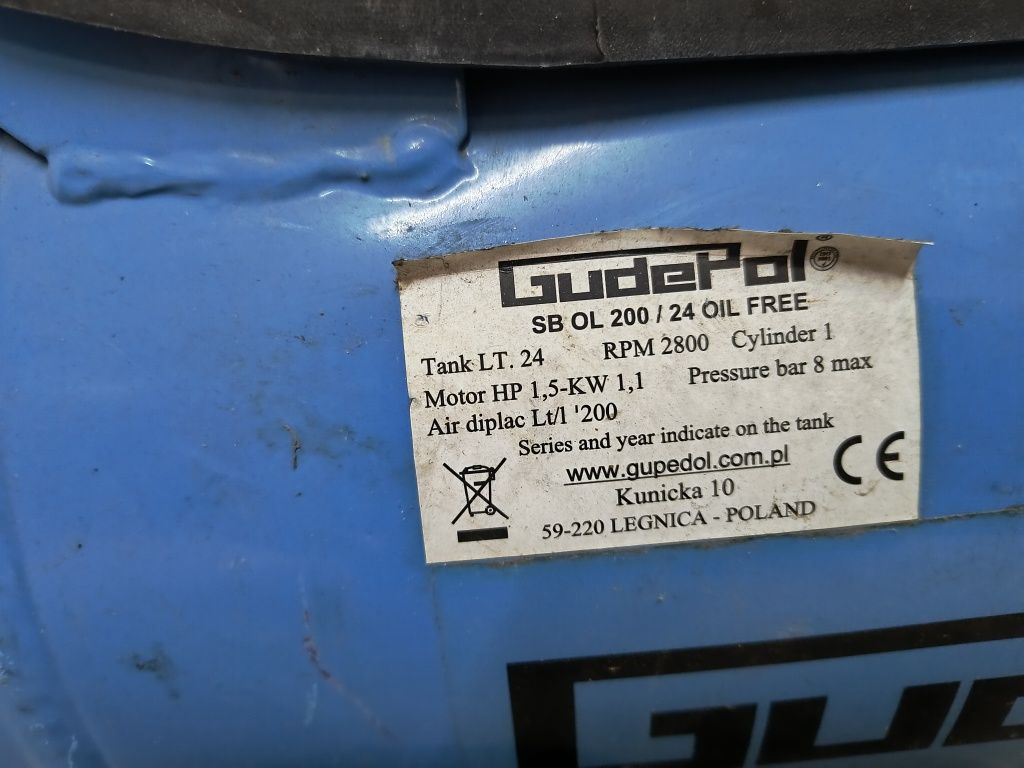 GudePol®
SB OL 200 / 24 OIL FREE
Tank LT. 24 RPM 2800 Cylinder 1
Motor HP 1,5-KW 1,1 Pressure bar 8 max
Air diplac Lt/l '200
Series and year indicate on the tank
www.gupedol.com.pl
Kunicka 10
59-220 LEGNICA - POLAND
CE